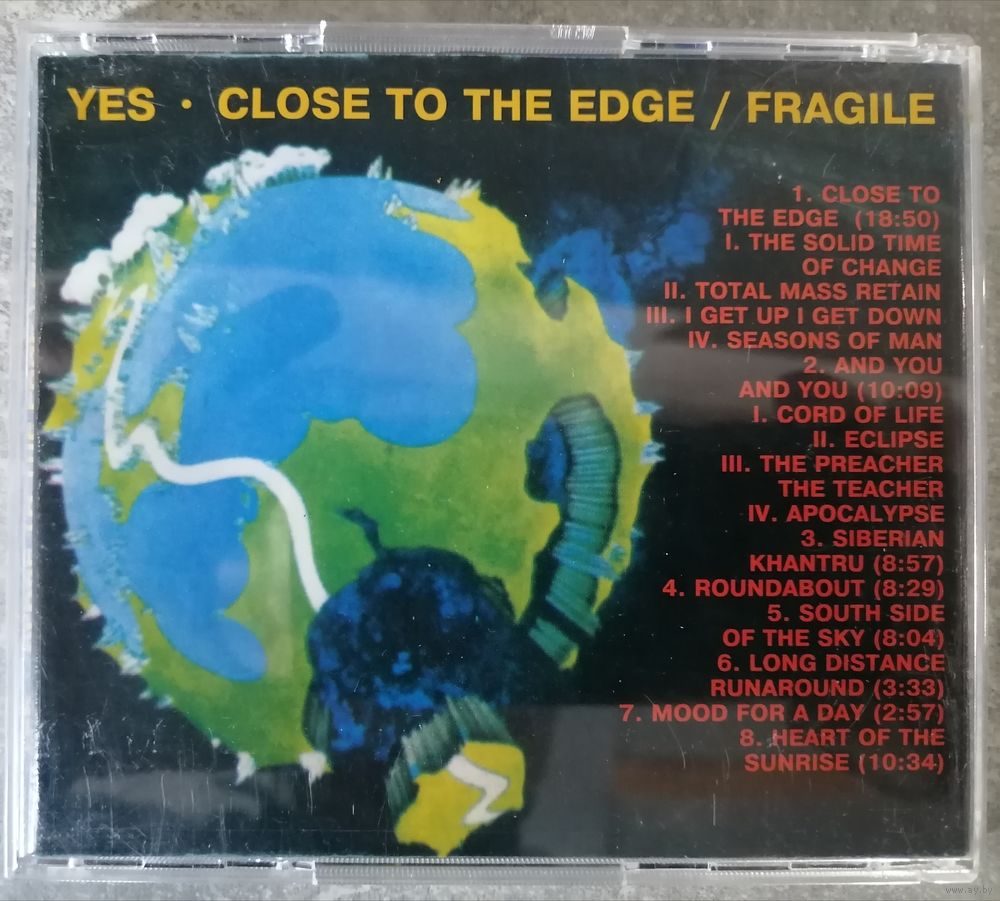 YES · CLOSE TO THE EDGE / FRAGILE
1. CLOSE TO
THE EDGE (18:50)
I. THE SOLID TIME
OF CHANGE
II. TOTAL MASS RETAIN
III. I GET UP I GET DOWN
IV. SEASONS OF MAN
2. AND YOU
AND YOU (10:09)
I. CORD OF LIFE
II. ECLIPSE
III. THE PREACHER
THE TEACHER
IV. APOCALYPSE
3. SIBERIAN
KHANTRU (8:57)
4. ROUNDABOUT (8:29)
5. SOUTH SIDE
OF THE SKY (8:04)
6. LONG DISTANCE
RUNAROUND (3:33)
7. MOOD FOR A DAY (2:57)
8. HEART OF THE
SUNRISE (10:34)
www.ay.by